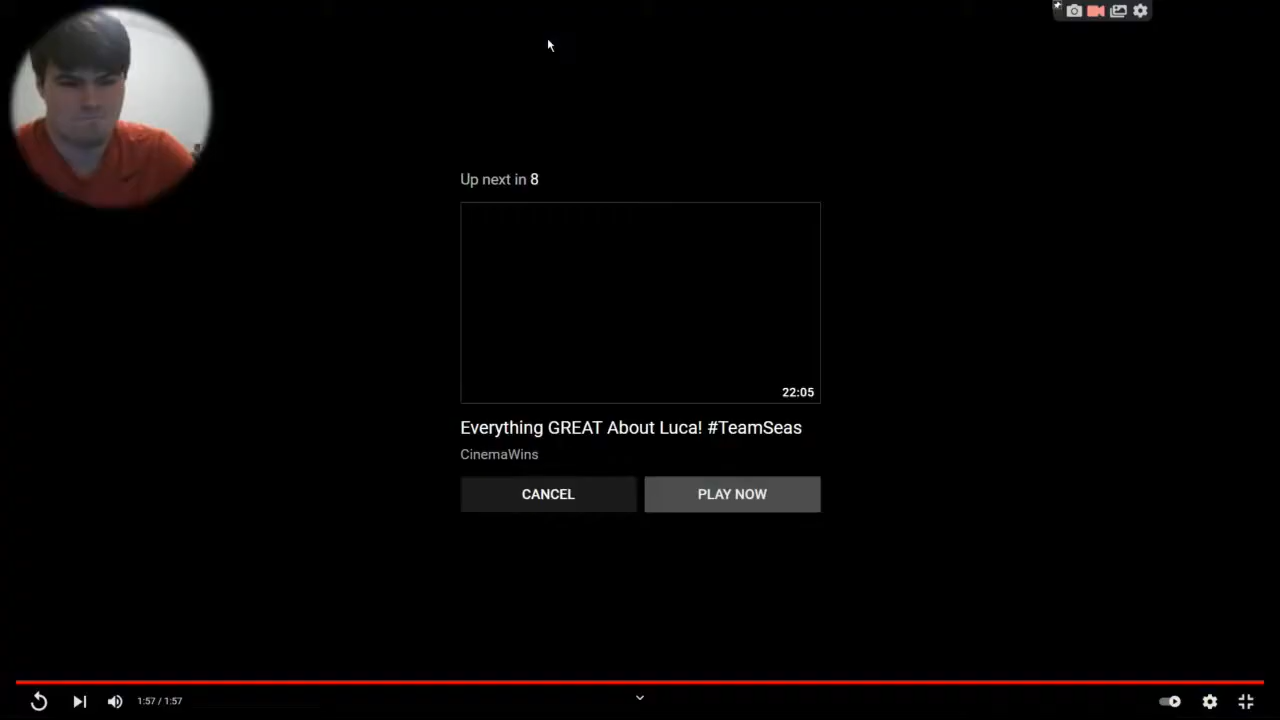 Up next in 8
22:05
Everything GREAT About Luca! #TeamSeas
CinemaWins
CANCEL
PLAY NOW
1:57 / 1:57